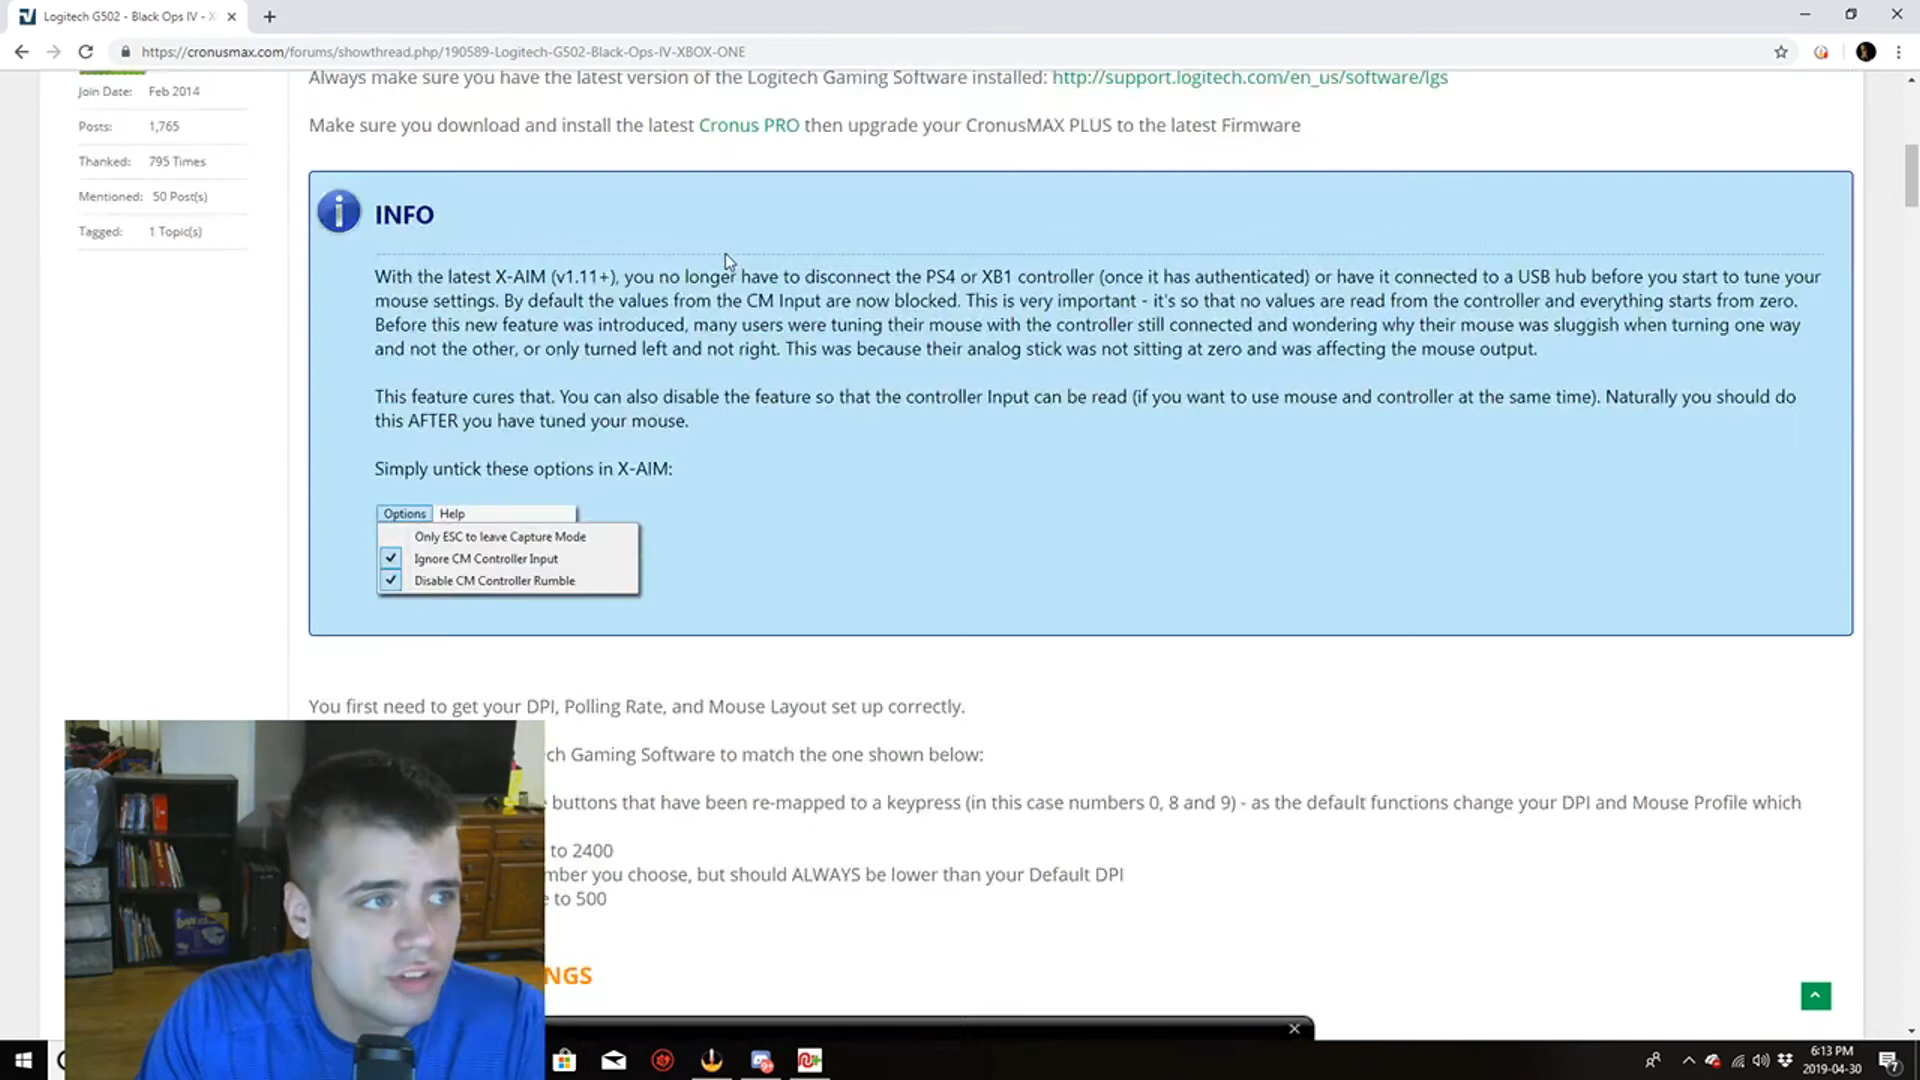 Logitech G502 - Black Ops IV - X
https://cronusmax.com/forums/showthread.php/190589-Logitech-G502-Black-Ops-IV-XBOX-ONE
Always make sure you have the latest version of the Logitech Gaming Software installed: http://support.logitech.com/en_us/software/lgs
Join Date: Feb 2014
Posts: 1,765
Make sure you download and install the latest Cronus PRO then upgrade your CronusMAX PLUS to the latest Firmware
Thanked: 795 Times
Mentioned: 50 Post(s)
Tagged: 1 Topic(s)
INFO
With the latest X-AIM (v1.11+), you no longer have to disconnect the PS4 or XB1 controller (once it has authenticated) or have it connected to a USB hub before you start to tune your
mouse settings. By default the values from the CM Input are now blocked. This is very important - it's so that no values are read from the controller and everything starts from zero.
Before this new feature was introduced, many users were tuning their mouse with the controller still connected and wondering why their mouse was sluggish when turning one way
and not the other, or only turned left and not right. This was because their analog stick was not sitting at zero and was affecting the mouse output.
This feature cures that. You can also disable the feature so that the controller Input can be read (if you want to use mouse and controller at the same time). Naturally you should do
this AFTER you have tuned your mouse.
Simply untick these options in X-AIM:
Options Help
Only ESC to leave Capture Mode
Ignore CM Controller Input
Disable CM Controller Rumble
You first need to get your DPI, Polling Rate, and Mouse Layout set up correctly.
ch Gaming Software to match the one shown below:
buttons that have been re-mapped to a keypress (in this case numbers 0, 8 and 9) - as the default functions change your DPI and Mouse Profile which
to 2400
mber you choose, but should ALWAYS be lower than your Default DPI
e to 500
NGS
6:13 PM
2019-04-30